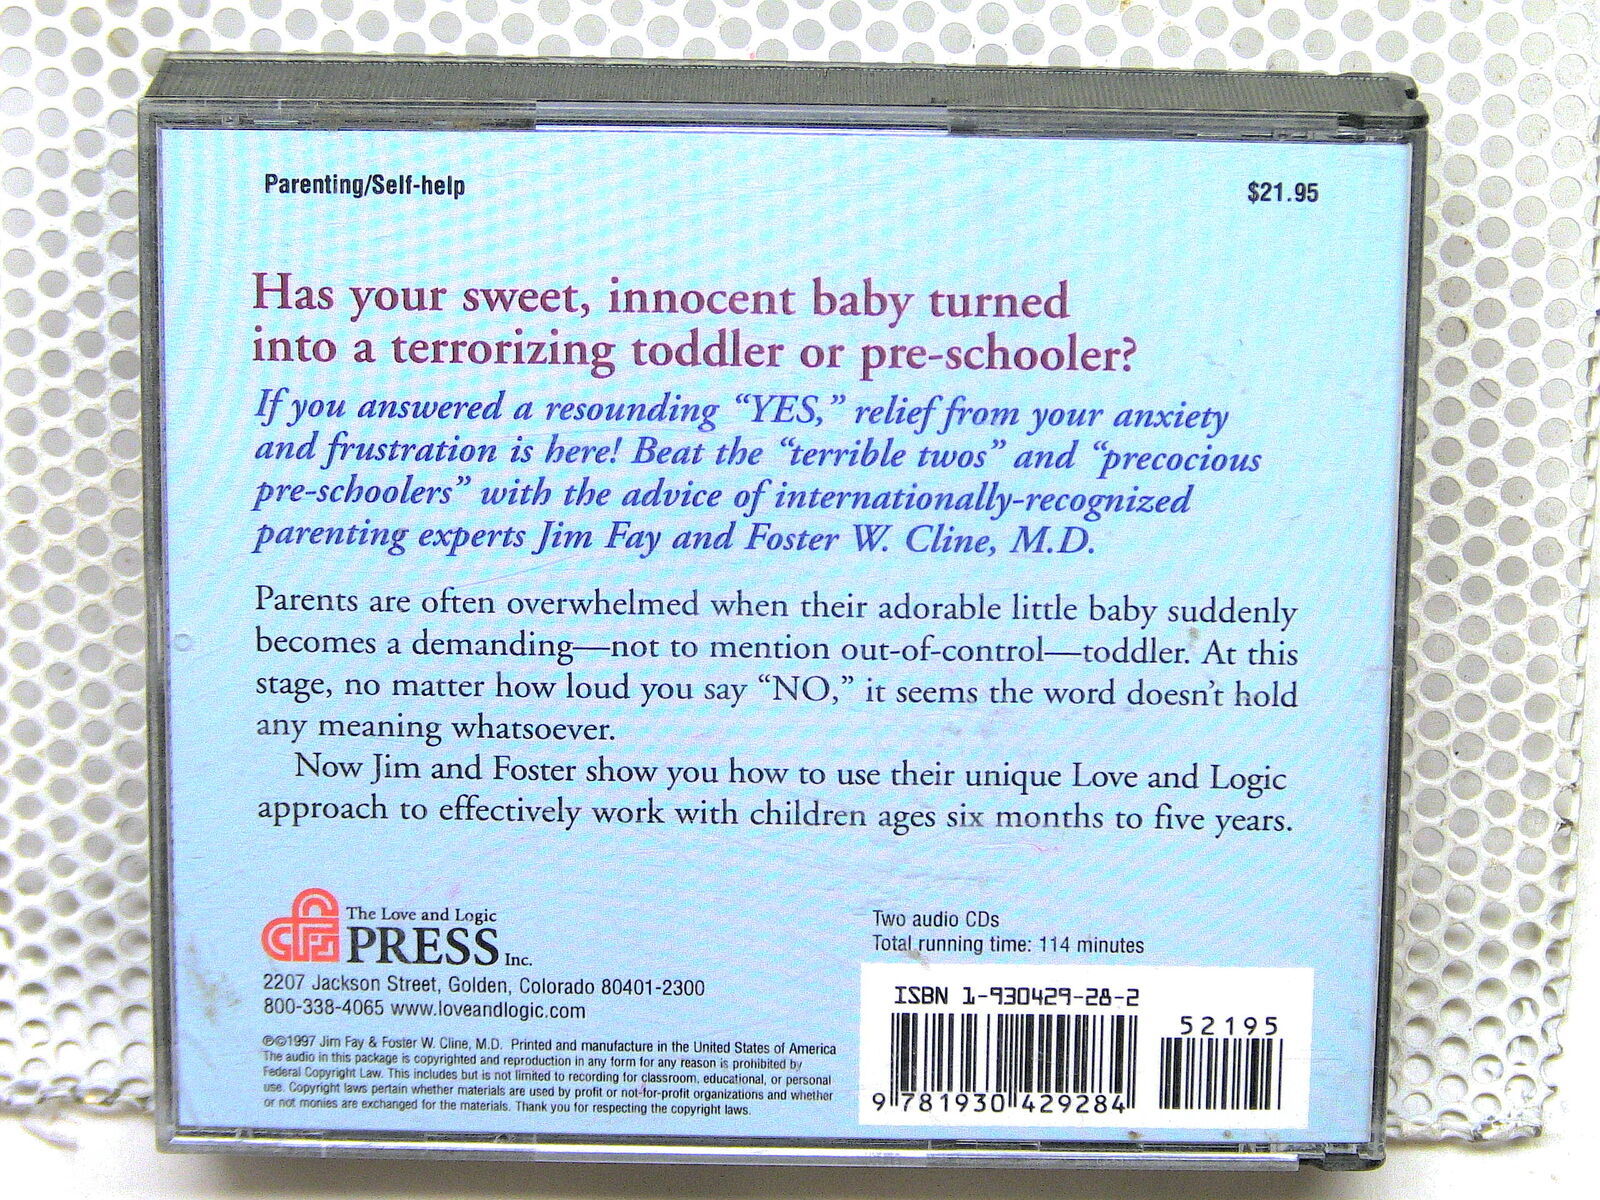 Parenting/Self-help
$21.95
Has your sweet, innocent baby turned
into a terrorizing toddler or pre-schooler?
If you answered a resounding “YES,” relief from your anxiety
and frustration is here! Beat the “terrible twos” and “precocious
pre-schoolers” with the advice of internationally-recognized
parenting experts Jim Fay and Foster W. Cline, M.D.
Parents are often overwhelmed when their adorable little baby suddenly
becomes a demanding—not to mention out-of-control—toddler. At this
stage, no matter how loud you say “NO,” it seems the word doesn’t hold
any meaning whatsoever.
Now Jim and Foster show you how to use their unique Love and Logic
approach to effectively work with children ages six months to five years.
The Love and Logic
PRESS Inc.
2207 Jackson Street, Golden, Colorado 80401-2300
800-338-4065 www.loveandlogic.com
℗©1997 Jim Fay & Foster W. Cline, M.D. Printed and manufacture in the United States of America
The audio in this package is copyrighted and reproduction in any form for any reason is prohibited by
Federal Copyright Law. This includes but is not limited to recording for classroom, educational, or personal
use. Copyright laws pertain whether materials are used by profit or not-for-profit organizations and whether
or not monies are exchanged for the materials. Thank you for respecting the copyright laws.
Two audio CDs
Total running time: 114 minutes
ISBN 1-930429-28-2
52195
9 781930 429284